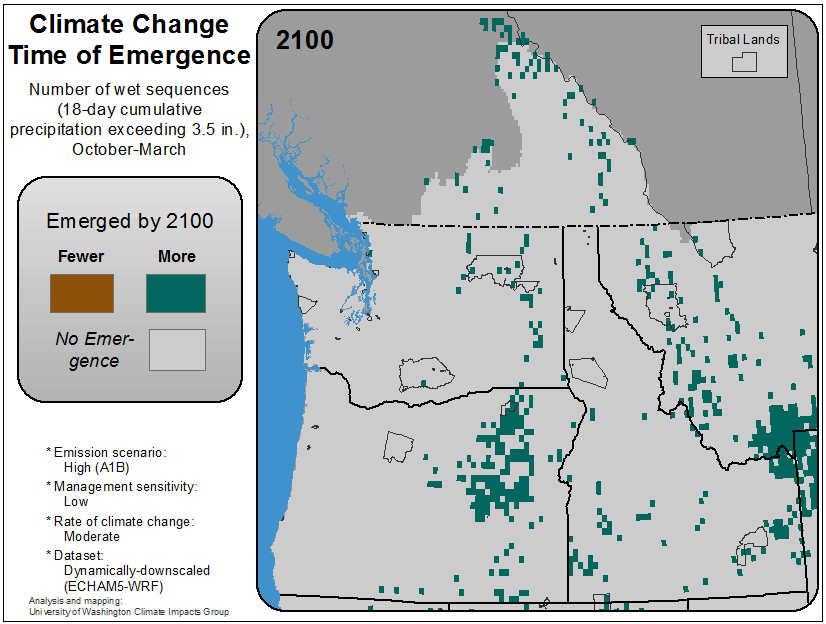 Climate Change
Time of Emergence
Number of wet sequences
(18-day cumulative
precipitation exceeding 3.5 in.),
October-March
Emerged by 2100
Fewer More
No Emer-
gence
* Emission scenario:
High (A1B)
* Management sensitivity:
Low
* Rate of climate change:
Moderate
* Dataset:
Dynamically-downscaled
(ECHAM5-WRF)
Analysis and mapping:
University of Washington Climate Impacts Group
2100
Tribal Lands